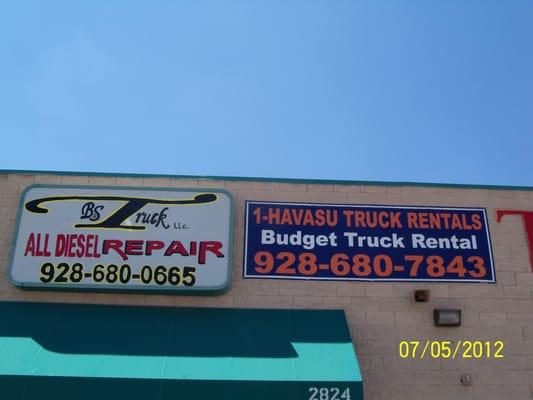 Bs Truck LLC.
ALL DIESEL REPAIR
928-680-0665
1-HAVASU TRUCK RENTALS
Budget Truck Rental
928-680-7843
T
07/05/2012
2824